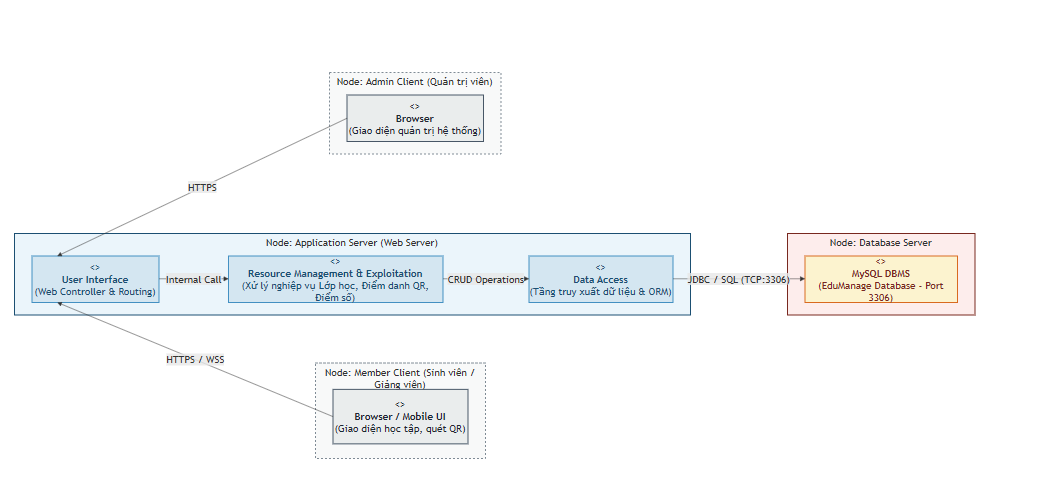 Node: Admin Client (Quản trị viên)
<>
Browser
(Giao diện quản trị hệ thống)
HTTPS
Node: Application Server (Web Server)
<>
User Interface
(Web Controller & Routing)
Internal Call
<>
Resource Management & Exploitation
(Xử lý nghiệp vụ Lớp học, Điểm danh QR,
Điểm số)
CRUD Operations
<>
Data Access
(Tầng truy xuất dữ liệu & ORM)
JDBC / SQL (TCP:3306)
Node: Database Server
<>
MySQL DBMS
(EduManage Database - Port
3306)
HTTPS / WSS
Node: Member Client (Sinh viên /
Giảng viên)
<>
Browser / Mobile UI
(Giao diện học tập, quét QR)